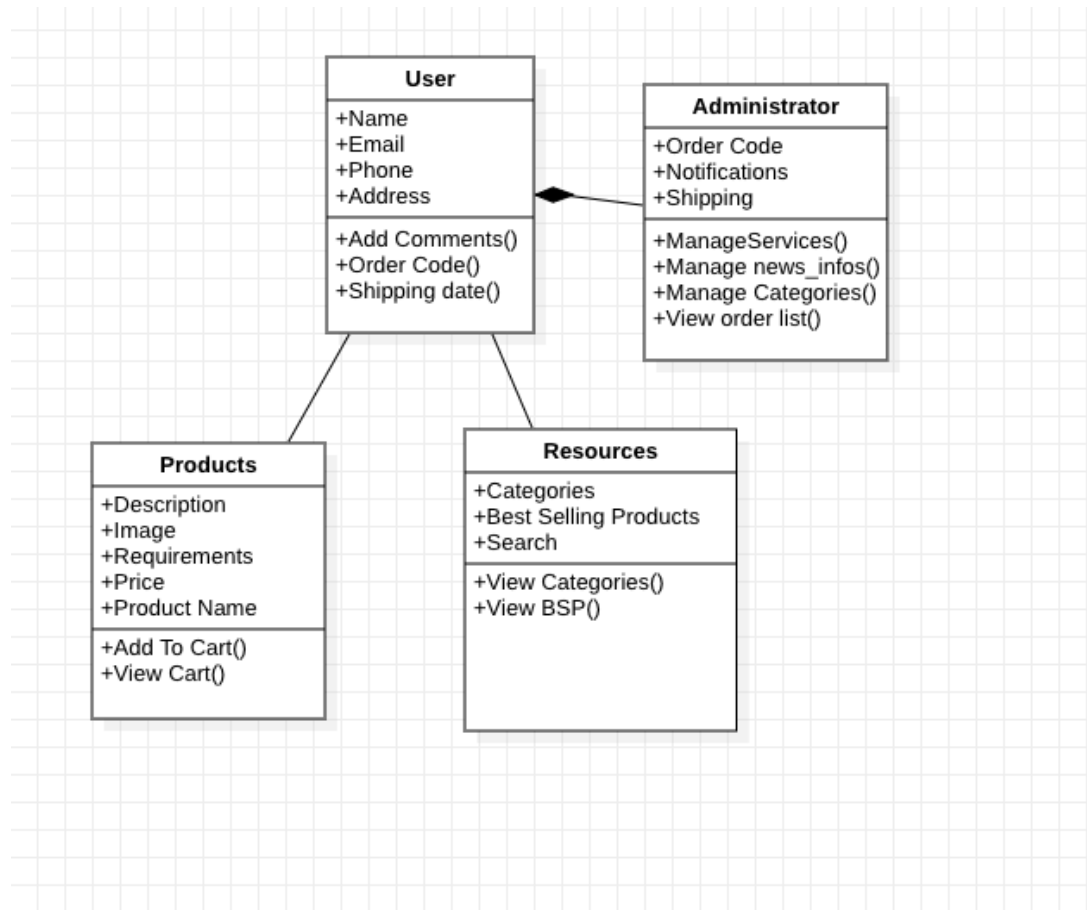 User
+Name
+Email
+Phone
+Address
+Add Comments()
+Order Code()
+Shipping date()
Administrator
+Order Code
+Notifications
+Shipping
+ManageServices()
+Manage news_infos()
+Manage Categories()
+View order list()
Products
+Description
+Image
+Requirements
+Price
+Product Name
+Add To Cart()
+View Cart()
Resources
+Categories
+Best Selling Products
+Search
+View Categories()
+View BSP()